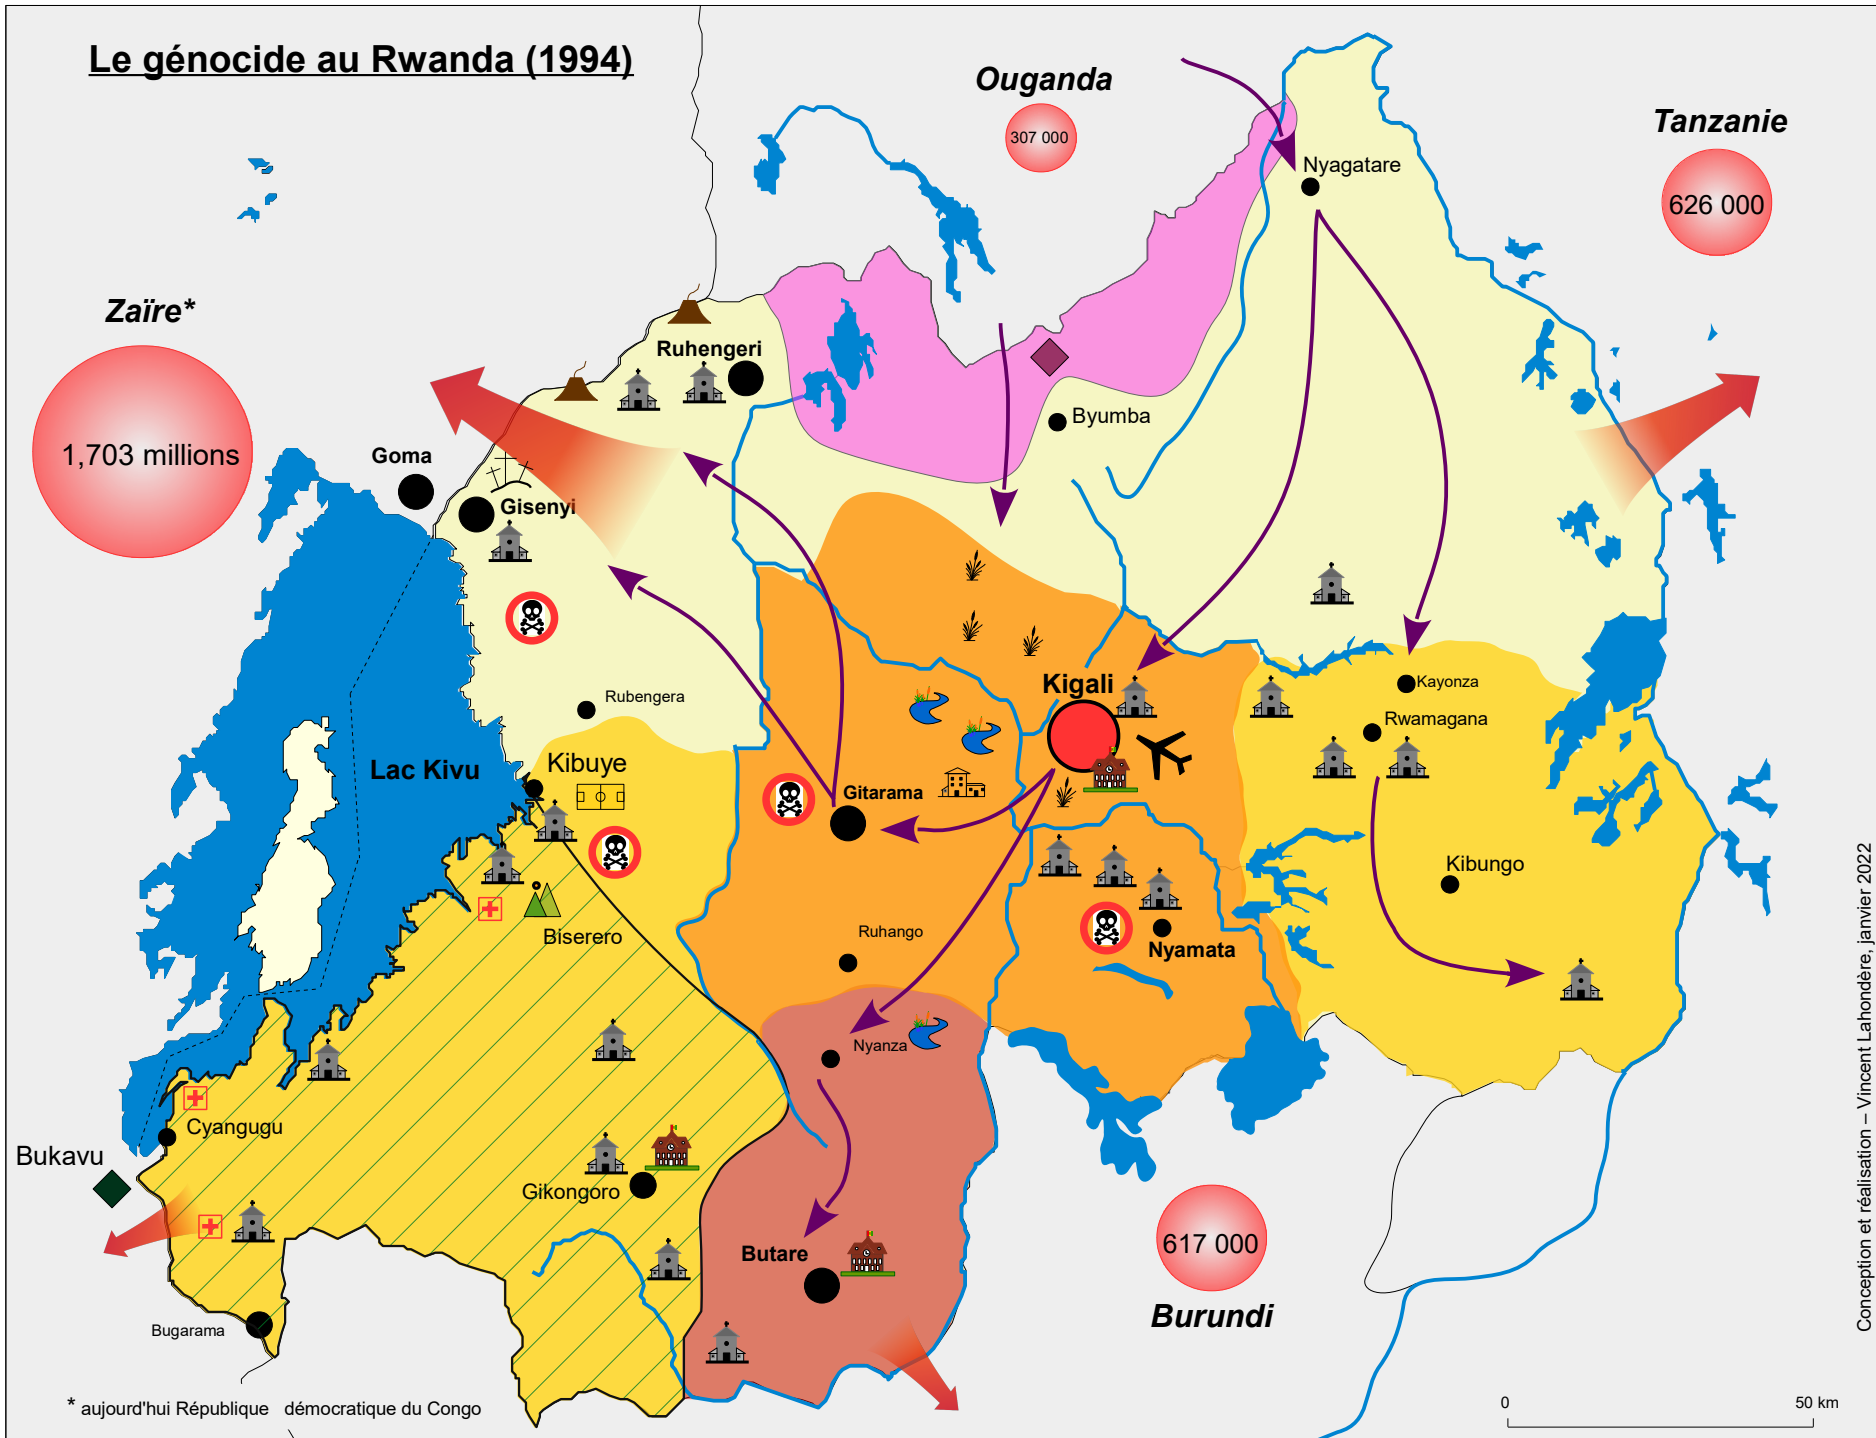 Le génocide au Rwanda (1994)
Ouganda
307 000
Tanzanie
626 000
Nyagatare
Zaïre*
1,703 millions
Ruhengeri
Byumba
Goma
Gisenyi
Rubengera
Kigali
Kayonza
Rwamagana
Lac Kivu
Kibuye
Gitarama
Kibungo
Biserero
Ruhango
Nyamata
Nyanza
Cyangugu
Bukavu
Gikongoro
Butare
617 000
Burundi
Bugarama
* aujourd'hui République démocratique du Congo
0 50 km
Conception et réalisation – Vincent Lahondère, janvier 2022